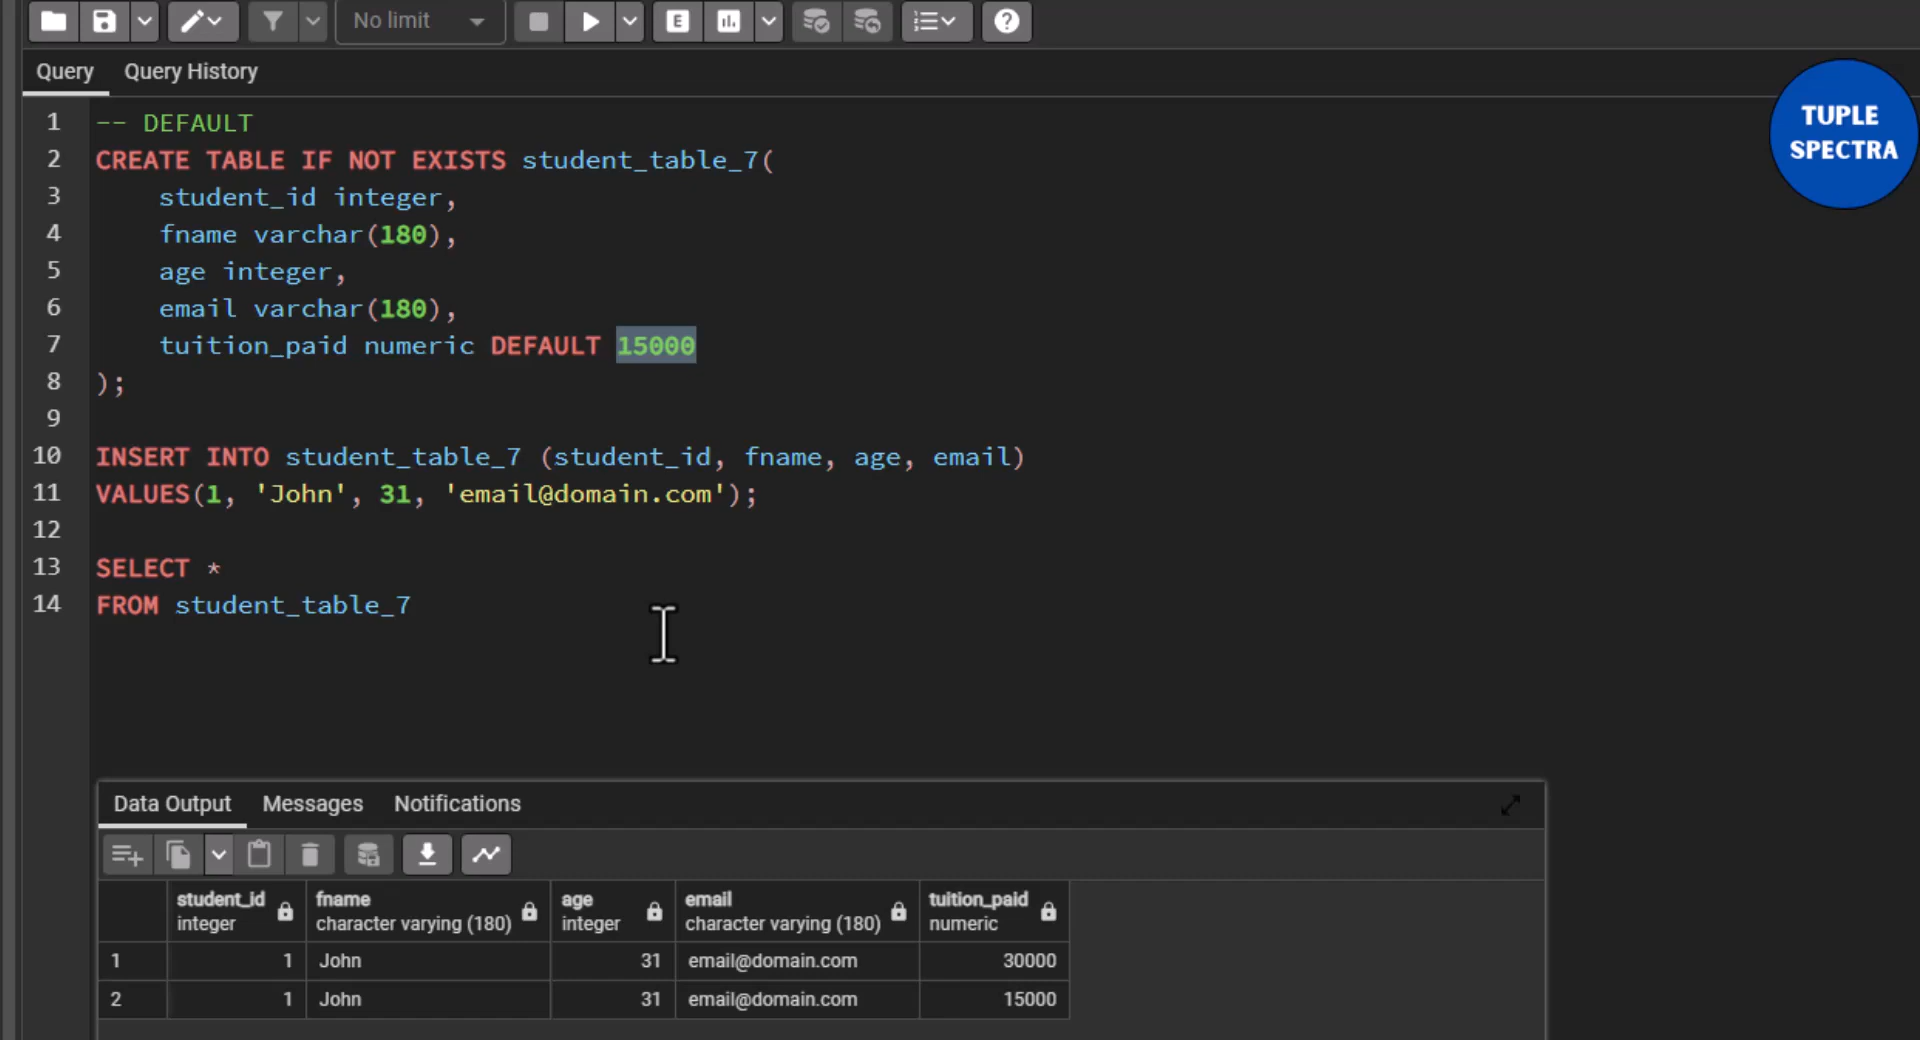 No limit
E
?
Query Query History
TUPLE
SPECTRA
1 -- DEFAULT
2 CREATE TABLE IF NOT EXISTS student_table_7(
3 student_id integer,
4 fname varchar(180),
5 age integer,
6 email varchar(180),
7 tuition_paid numeric DEFAULT 15000
8 );
9
10 INSERT INTO student_table_7 (student_id, fname, age, email)
11 VALUES(1, 'John', 31, 'email@domain.com');
12
13 SELECT *
14 FROM student_table_7
Data Output Messages Notifications
student_id fname age email tuition_paid
integer character varying (180) integer character varying (180) numeric
1 1 John 31 email@domain.com 30000
2 1 John 31 email@domain.com 15000